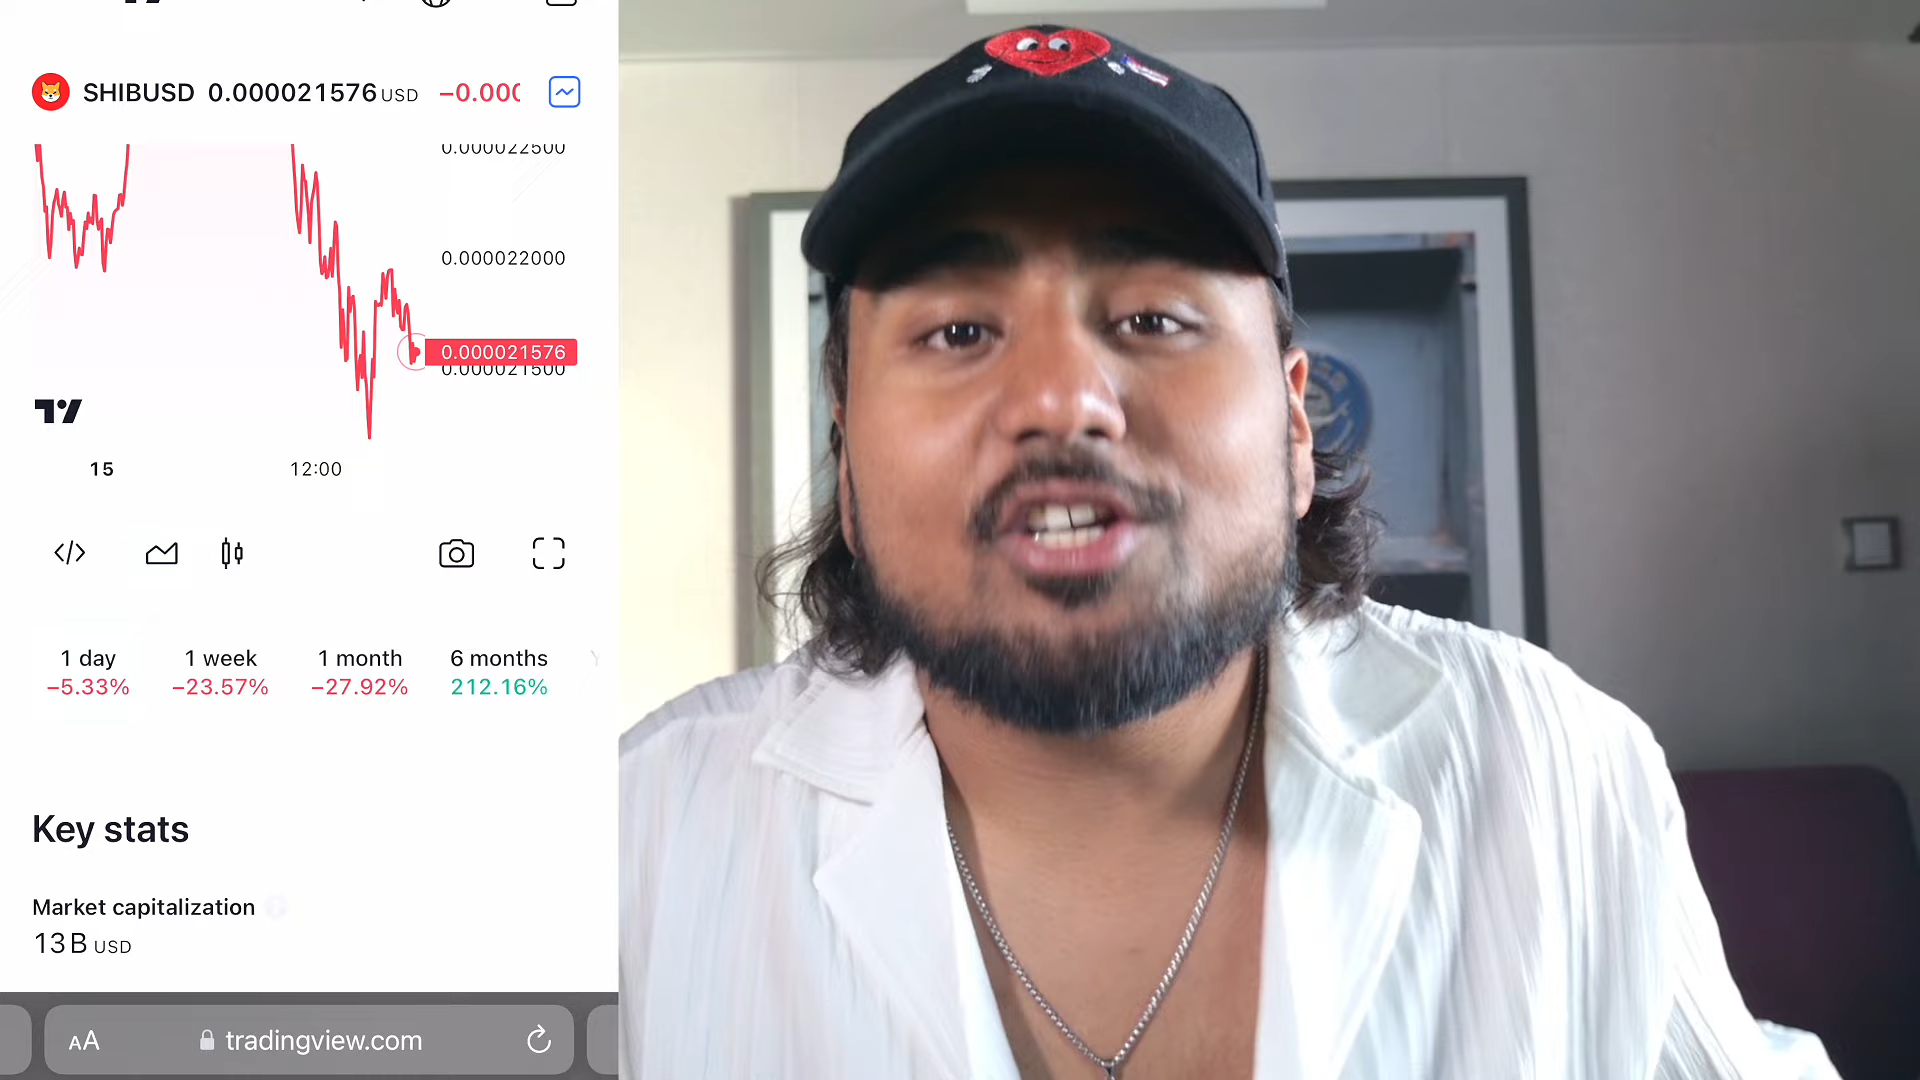 SHIBUSD 0.000021576 USD −0.000
0.000022500
0.000022000
0.000021576
0.000021500
15 12:00
</>
1 day 1 week 1 month 6 months Y
−5.33% −23.57% −27.92% 212.16%
Key stats
Market capitalization
13B USD
AA tradingview.com